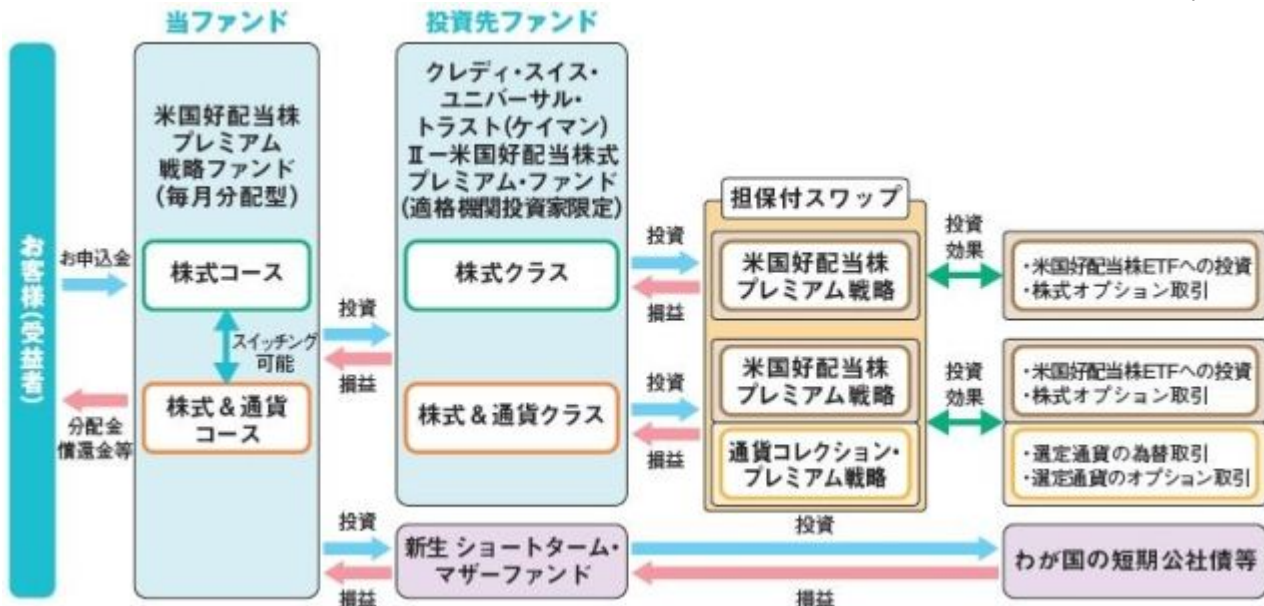 当ファンド
投資先ファンド
お客様(受益者)
お申込金
分配金
償還金等
米国好配当株
プレミアム
戦略ファンド
(毎月分配型)
株式コース
スイッチング
可能
株式&通貨
コース
投資
損益
投資
損益
クレディ・スイス・
ユニバーサル・
トラスト(ケイマン)
Ⅱー米国好配当株式
プレミアム・ファンド
(適格機関投資家限定)
株式クラス
株式&通貨クラス
新生 ショートターム・
マザーファンド
投資
損益
投資
損益
担保付スワップ
米国好配当株
プレミアム戦略
米国好配当株
プレミアム戦略
通貨コレクション・
プレミアム戦略
投資
効果
投資
効果
・米国好配当株ETFへの投資
・株式オプション取引
・米国好配当株ETFへの投資
・株式オプション取引
・選定通貨の為替取引
・選定通貨のオプション取引
投資
損益
わが国の短期公社債等